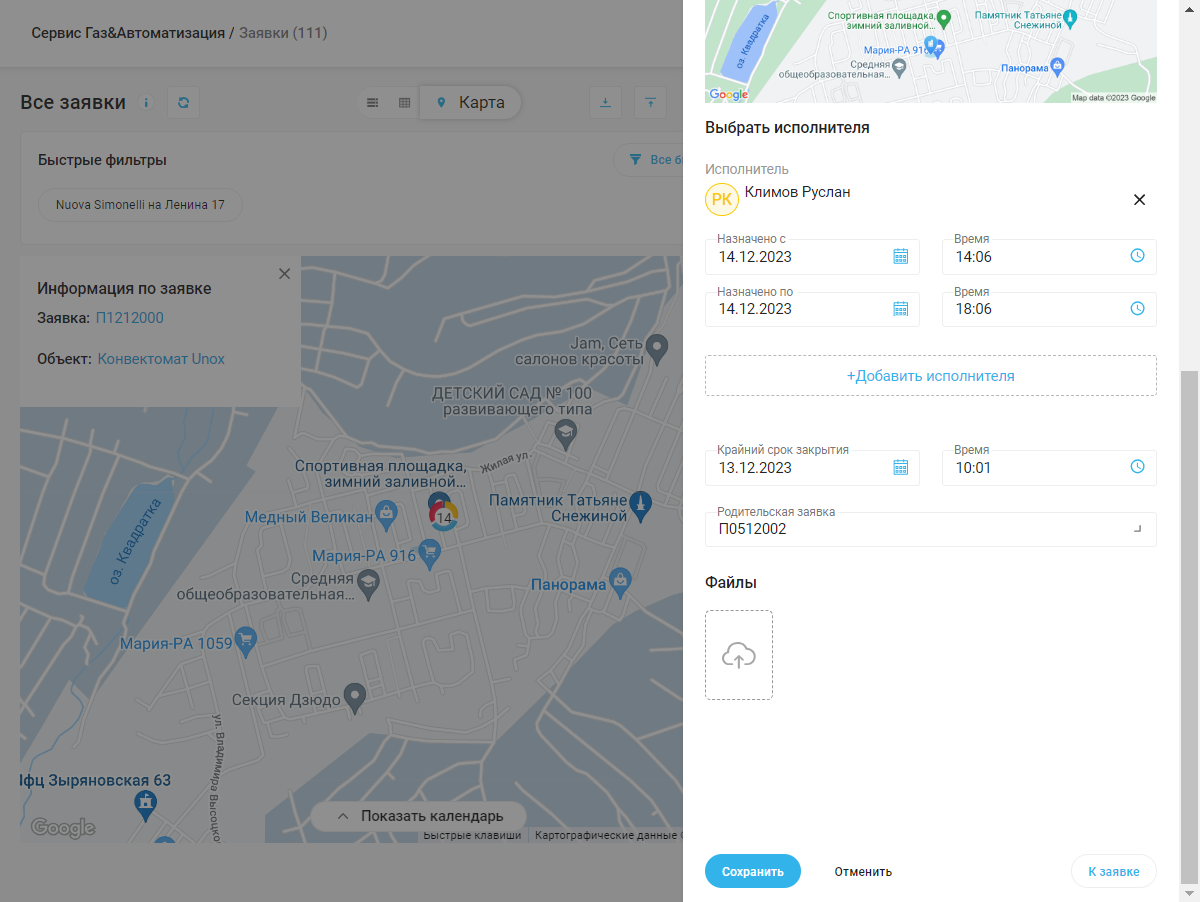 Сервис Газ&Автоматизация / Заявки (111)
Все заявки
i
Карта
Быстрые фильтры
Все б
Nuova Simonelli на Ленина 17
Информация по заявке
Заявка: П1212000
Объект: Конвектомат Unox
Jam, Сеть
салонов красоты
ДЕТСКИЙ САД № 100
развивающего типа
Жилая ул.
Спортивная площадка,
зимний заливной...
Памятник Татьяне
Снежиной
Медный Великан
14
Мария-РА 916
Средняя
общеобразовательная...
Панорама
оз. Квадратка
Мария-РА 1059
Секция Дзюдо
ул. Владимира Высоцко
Ифц Зыряновская 63
Показать календарь
Google
Быстрые клавиши
Картографические данные ©
Спортивная площадка,
зимний заливной...
Памятник Татьяне
Снежиной
оз. Квадратка
Мария-РА 916
Средняя
общеобразовательная...
Панорама
Google
Map data ©2023 Google
Выбрать исполнителя
Исполнитель
РК
Климов Руслан
Назначено с
14.12.2023
Время
14:06
Назначено по
14.12.2023
Время
18:06
+Добавить исполнителя
Крайний срок закрытия
13.12.2023
Время
10:01
Родительская заявка
П0512002
Файлы
Сохранить
Отменить
К заявке